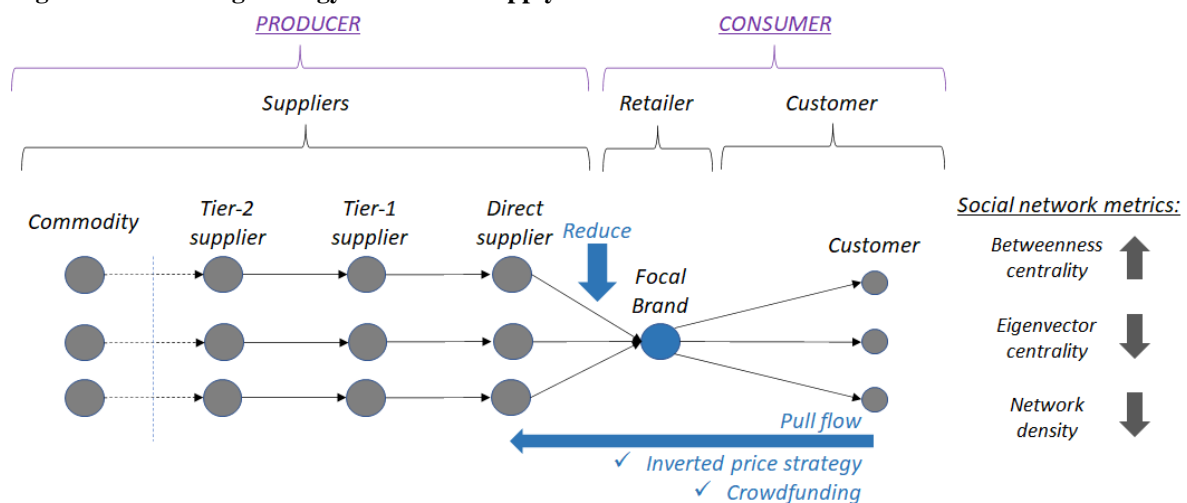 PRODUCER
CONSUMER
Suppliers
Retailer
Customer
Commodity
Tier-2
supplier
Tier-1
supplier
Direct
supplier
Reduce
Focal
Brand
Customer
Social network metrics:
Betweenness
centrality
Eigenvector
centrality
Network
density
Pull flow
✓ Inverted price strategy
✓ Crowdfunding